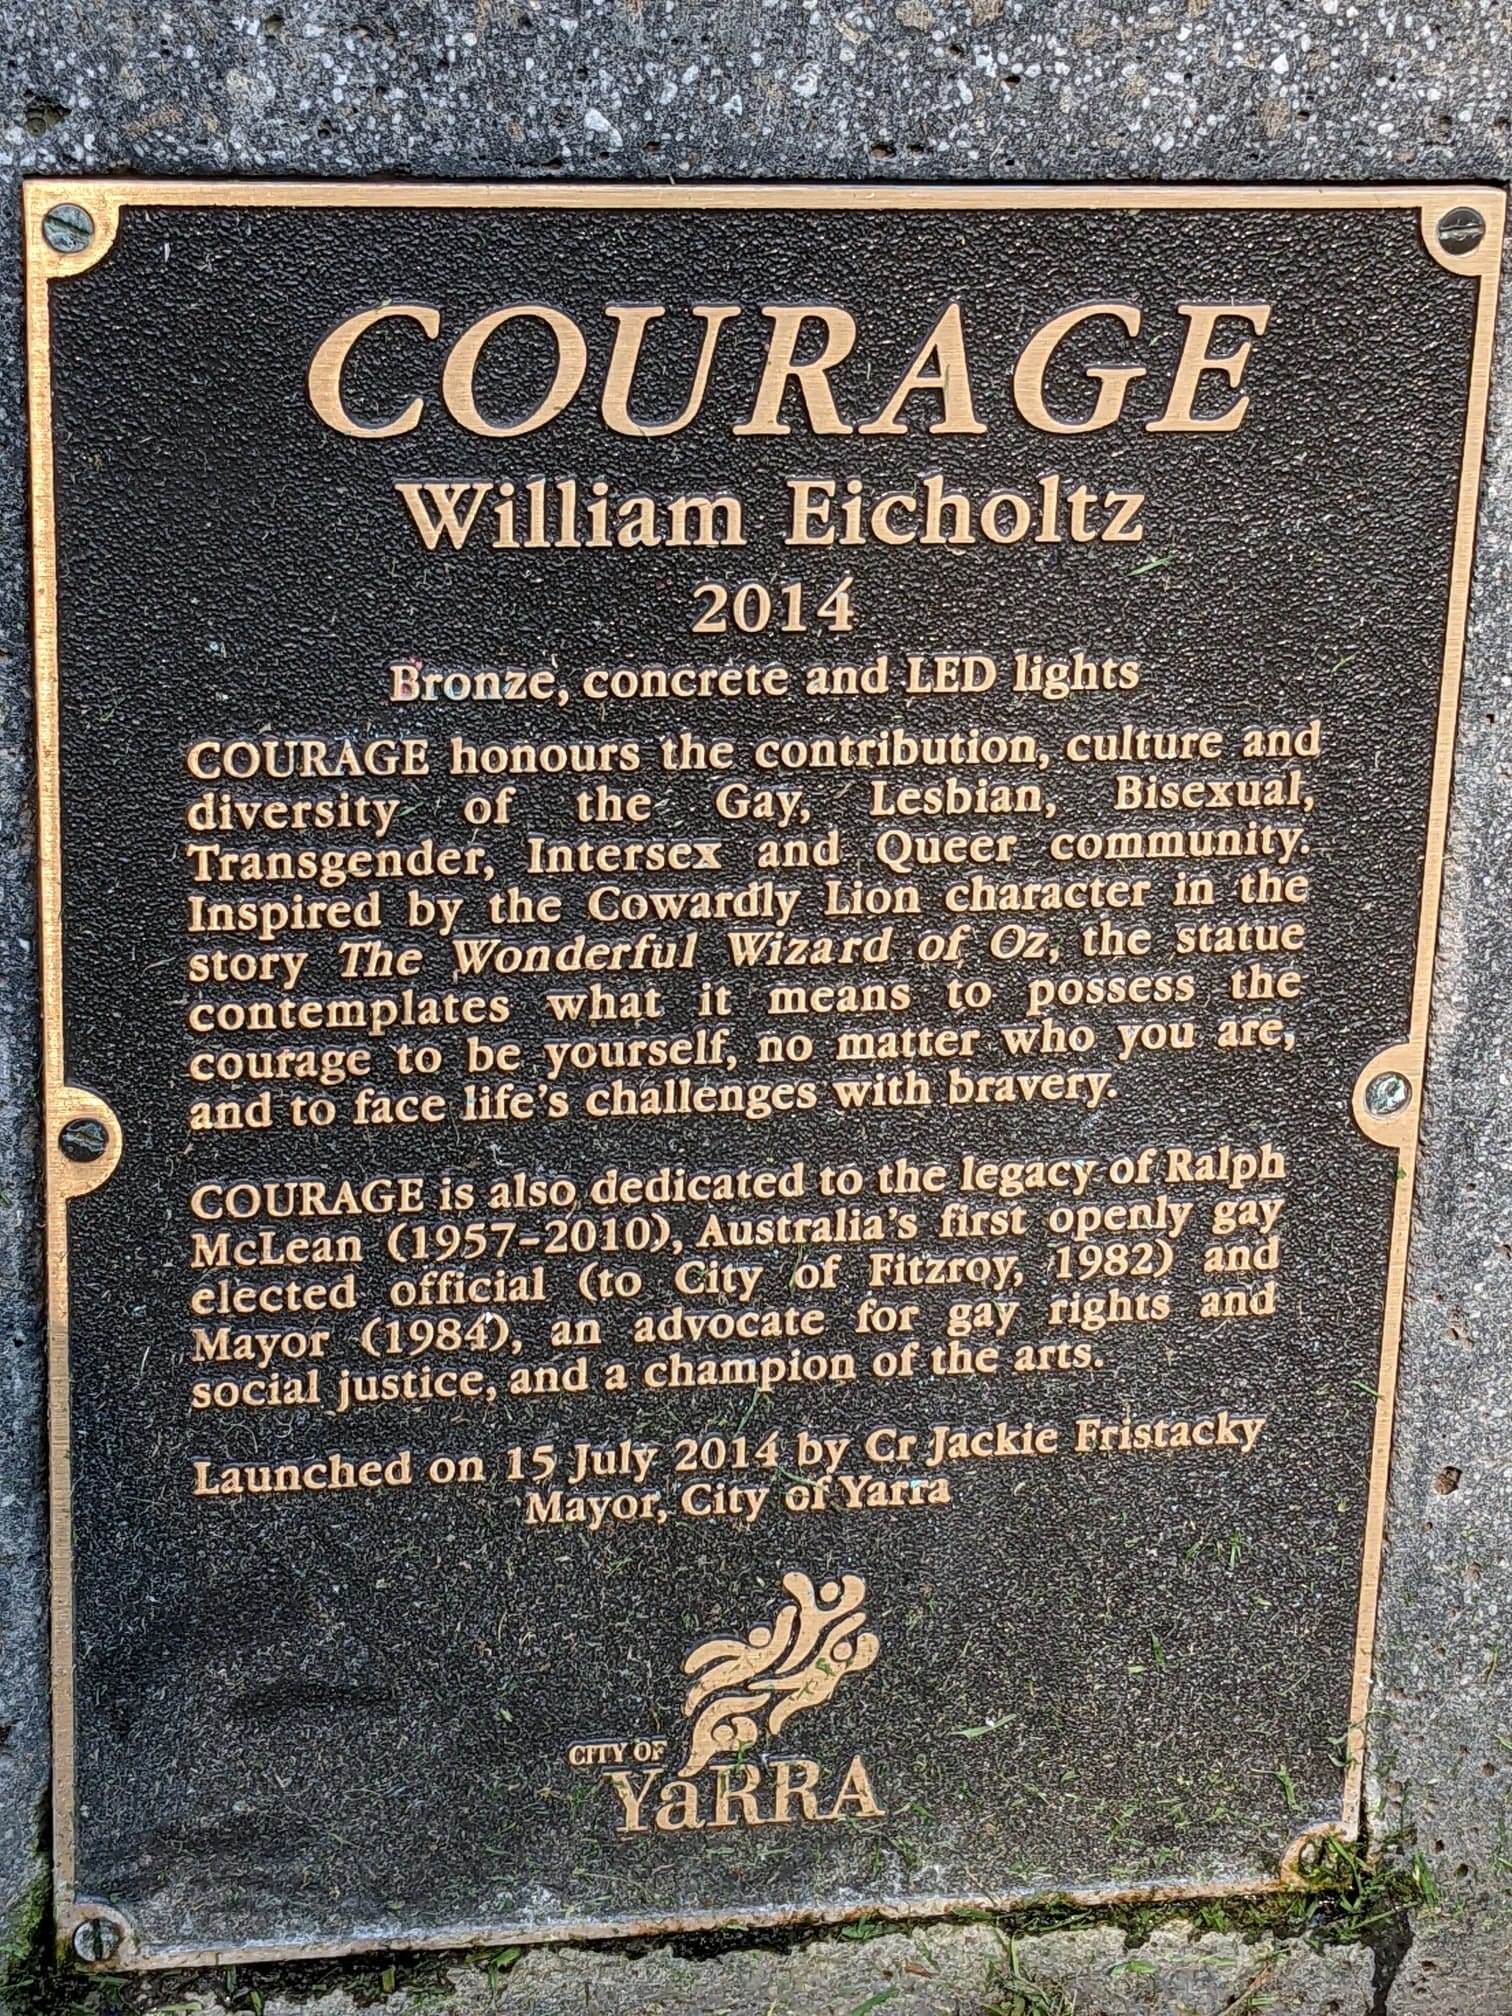 COURAGE
William Eicholtz
2014
Bronze, concrete and LED lights
COURAGE honours the contribution, culture and
diversity of the Gay, Lesbian, Bisexual,
Transgender, Intersex and Queer community.
Inspired by the Cowardly Lion character in the
story The Wonderful Wizard of Oz, the statue
contemplates what it means to possess the
courage to be yourself, no matter who you are,
and to face life's challenges with bravery.
COURAGE is also dedicated to the legacy of Ralph
McLean (1957–2010), Australia's first openly gay
elected official (to City of Fitzroy, 1982) and
Mayor (1984), an advocate for gay rights and
social justice, and a champion of the arts.
Launched on 15 July 2014 by Cr Jackie Fristacky
Mayor, City of Yarra
CITY OF
YaRRA